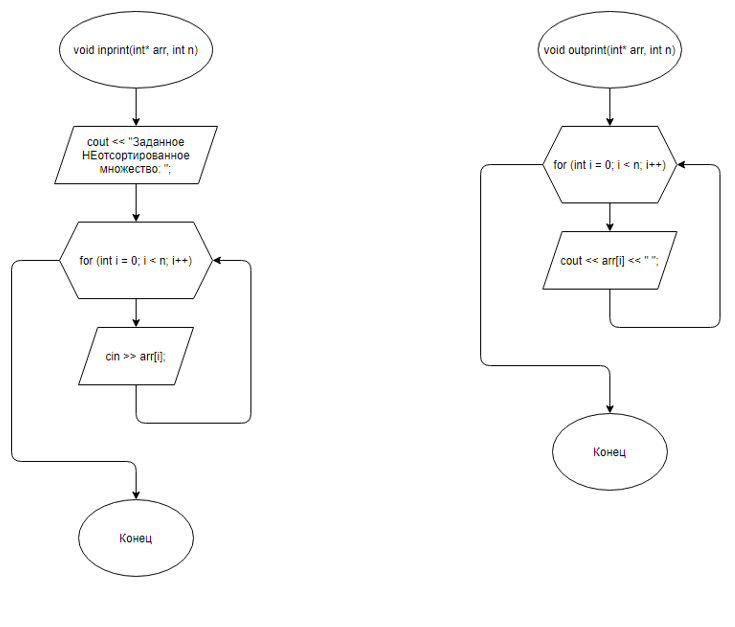 void inprint(int* arr, int n)
cout << "Заданное
НЕотсортированное
множество: ";
for (int i = 0; i < n; i++)
cin >> arr[i];
Конец
void outprint(int* arr, int n)
for (int i = 0; i < n; i++)
cout << arr[i] << " ";
Конец